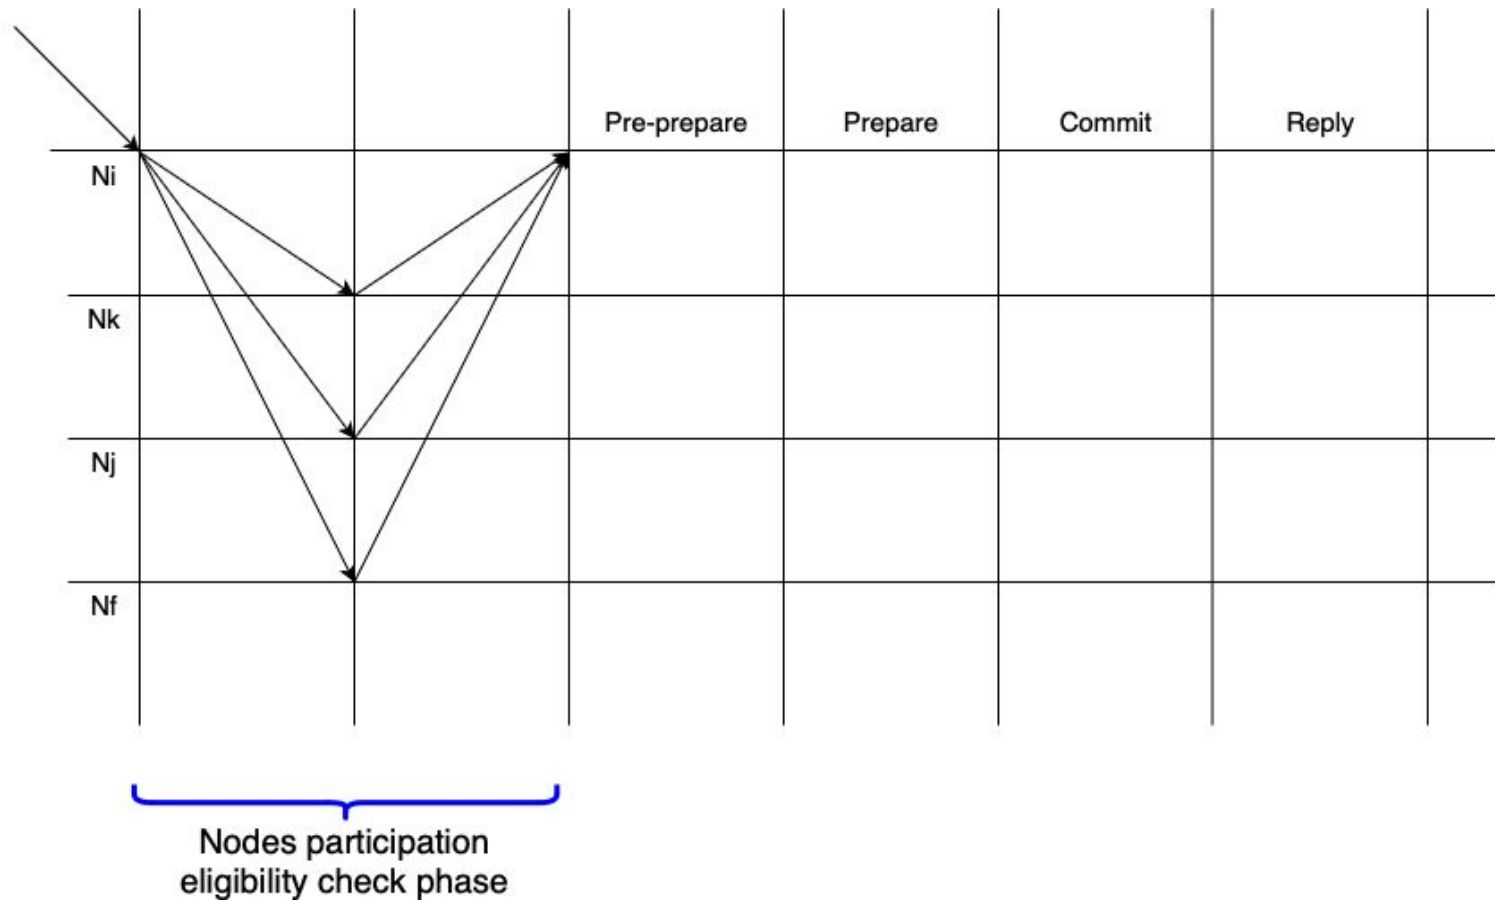 Pre-prepare Prepare Commit Reply
Ni
Nk
Nj
Nf
Nodes participation
eligibility check phase